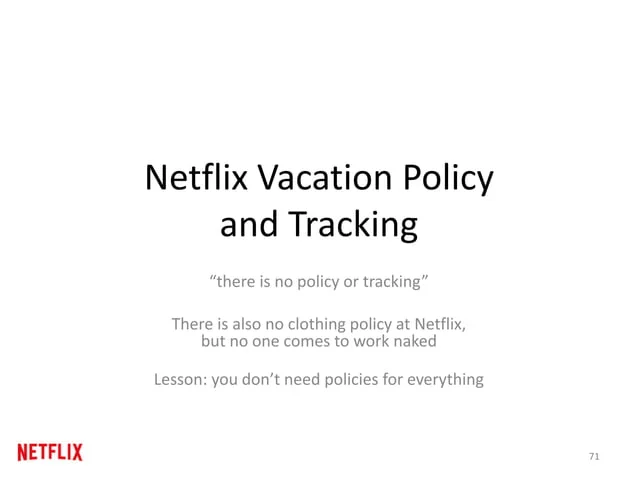 Netflix Vacation Policy
and Tracking
“there is no policy or tracking”
There is also no clothing policy at Netflix,
but no one comes to work naked
Lesson: you don’t need policies for everything
NETFLIX
71